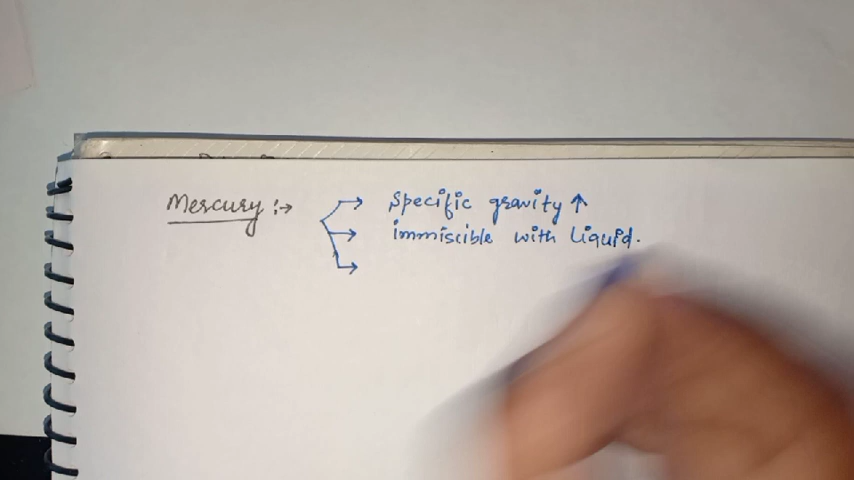 Mercury :→ → Specific gravity ↑
→ immiscible with liquid.
→